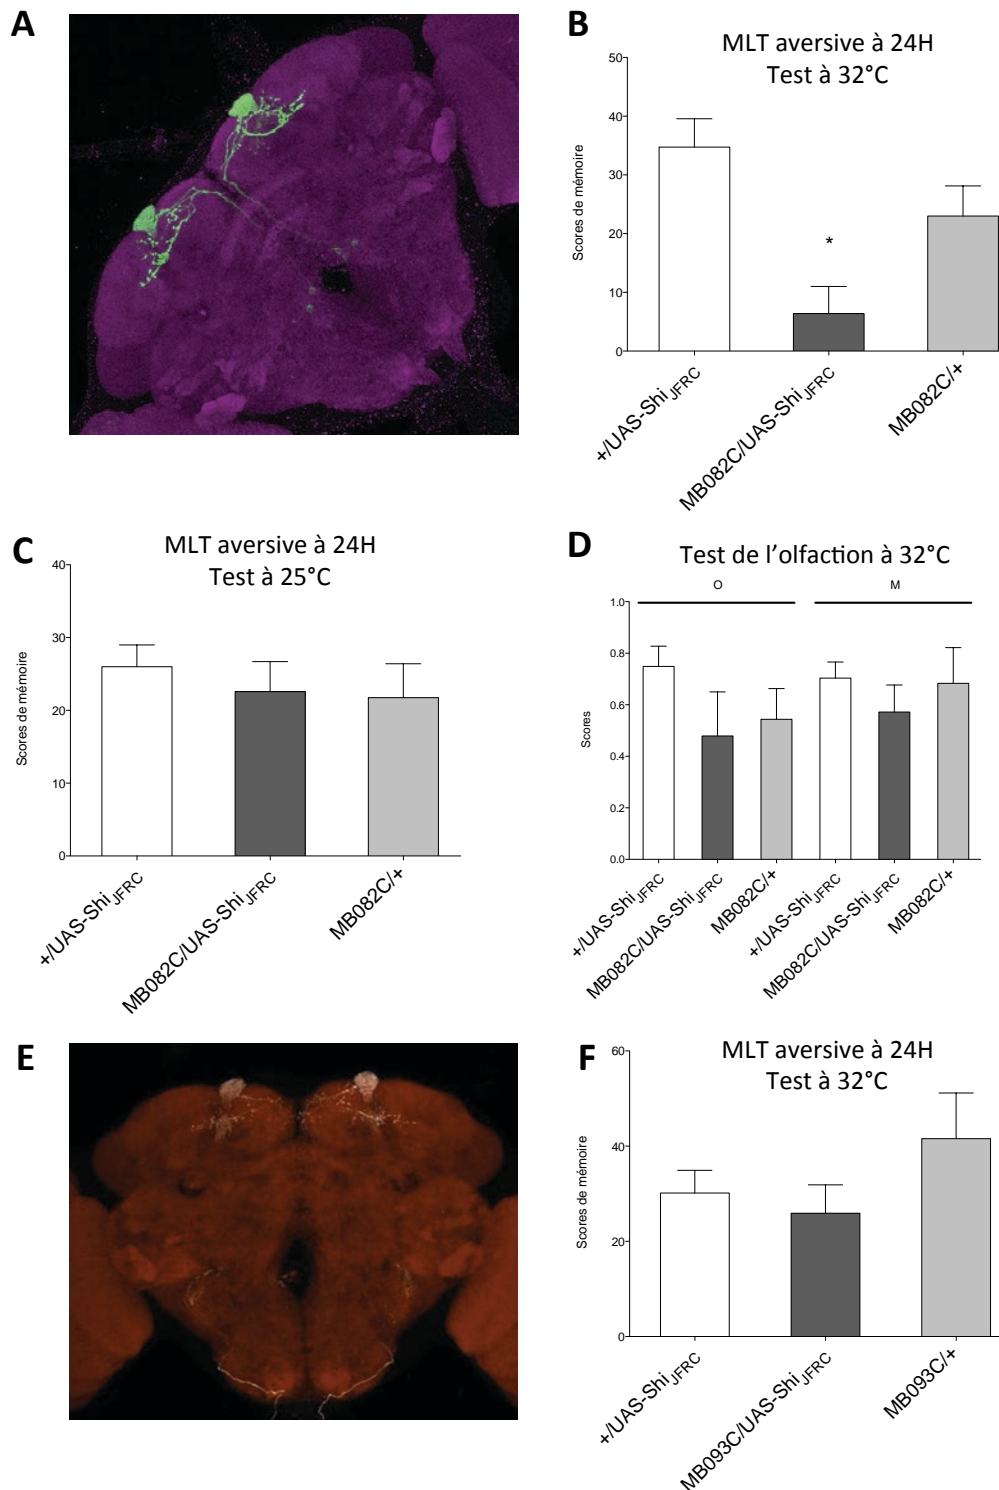 A
B
MLT aversive à 24H
Test à 32°C
Scores de mémoire
50
40
30
20
10
0
*
+/UAS-Shi JFRC
MB082C/UAS-Shi JFRC
MB082C/+
C
MLT aversive à 24H
Test à 25°C
Scores de mémoire
40
30
20
10
0
+/UAS-Shi JFRC
MB082C/UAS-Shi JFRC
MB082C/+
D
Test de l'olfaction à 32°C
O
M
Scores
1.0
0.8
0.6
0.4
0.2
0.0
+/UAS-Shi JFRC
MB082C/UAS-Shi JFRC
MB082C/+
+/UAS-Shi JFRC
MB082C/UAS-Shi JFRC
MB082C/+
E
F
MLT aversive à 24H
Test à 32°C
Scores de mémoire
60
40
20
0
+/UAS-Shi JFRC
MB093C/UAS-Shi JFRC
MB093C/+